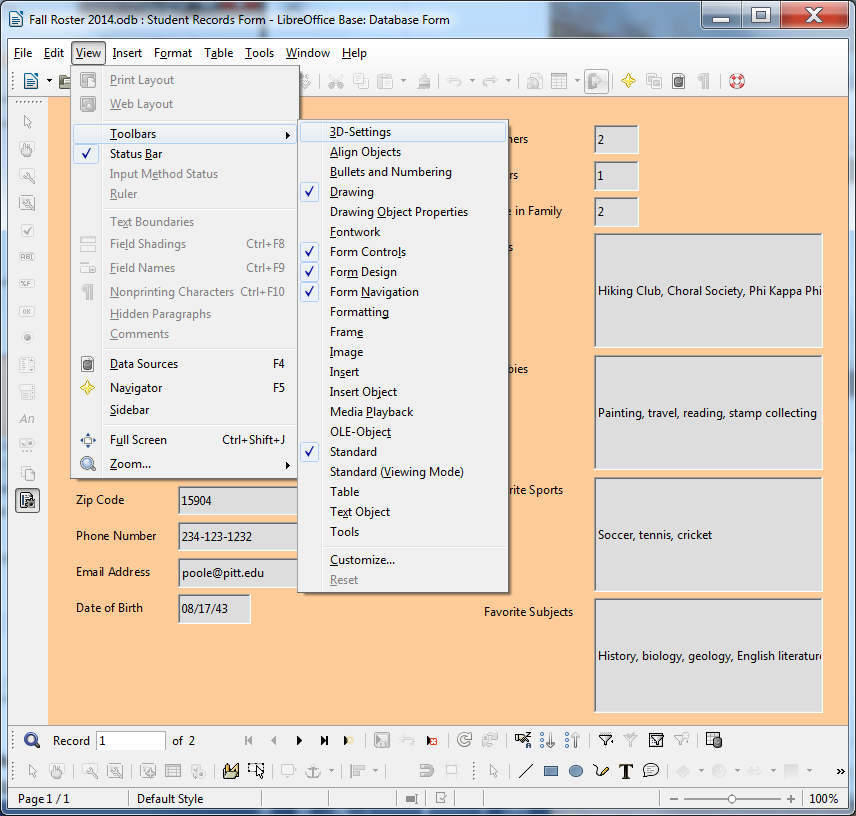 Fall Roster 2014.odb : Student Records Form - LibreOffice Base: Database Form
File Edit View Insert Format Table Tools Window Help
Print Layout
Web Layout
Toolbars
Status Bar
Input Method Status
Ruler
Text Boundaries
Field Shadings Ctrl+F8
Field Names Ctrl+F9
Nonprinting Characters Ctrl+F10
Hidden Paragraphs
Comments
Data Sources F4
Navigator F5
Sidebar
Full Screen Ctrl+Shift+J
Zoom...
3D-Settings
Align Objects
Bullets and Numbering
Drawing
Drawing Object Properties
Fontwork
Form Controls
Form Design
Form Navigation
Formatting
Frame
Image
Insert
Insert Object
Media Playback
OLE-Object
Standard
Standard (Viewing Mode)
Table
Text Object
Tools
Customize...
Reset
hers 2
rs 1
e in Family 2
s
Hiking Club, Choral Society, Phi Kappa Phi
bies
Painting, travel, reading, stamp collecting
rite Sports
Soccer, tennis, cricket
Favorite Subjects
History, biology, geology, English literature
Zip Code 15904
Phone Number 234-123-1232
Email Address poole@pitt.edu
Date of Birth 08/17/43
Record 1 of 2
Page 1 / 1 Default Style 100%